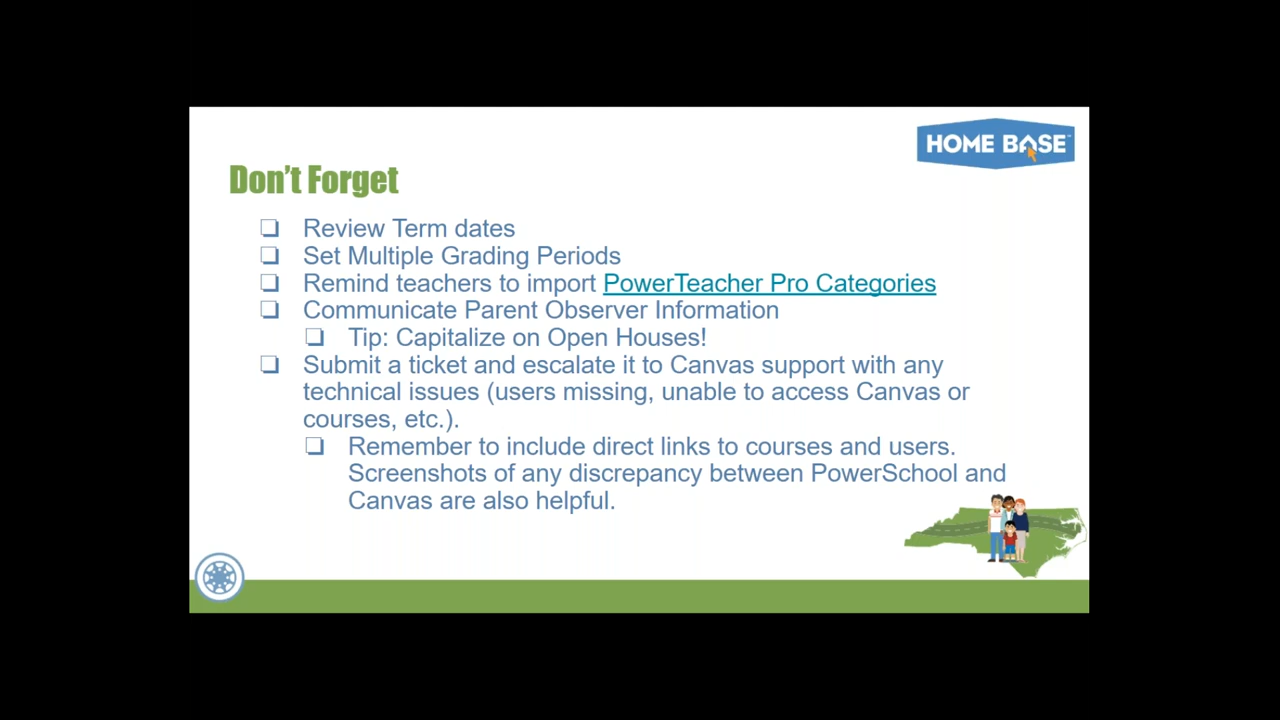 HOME BASE™
Don't Forget
❏ Review Term dates
❏ Set Multiple Grading Periods
❏ Remind teachers to import PowerTeacher Pro Categories
❏ Communicate Parent Observer Information
❏ Tip: Capitalize on Open Houses!
❏ Submit a ticket and escalate it to Canvas support with any
technical issues (users missing, unable to access Canvas or
courses, etc.).
❏ Remember to include direct links to courses and users.
Screenshots of any discrepancy between PowerSchool and
Canvas are also helpful.